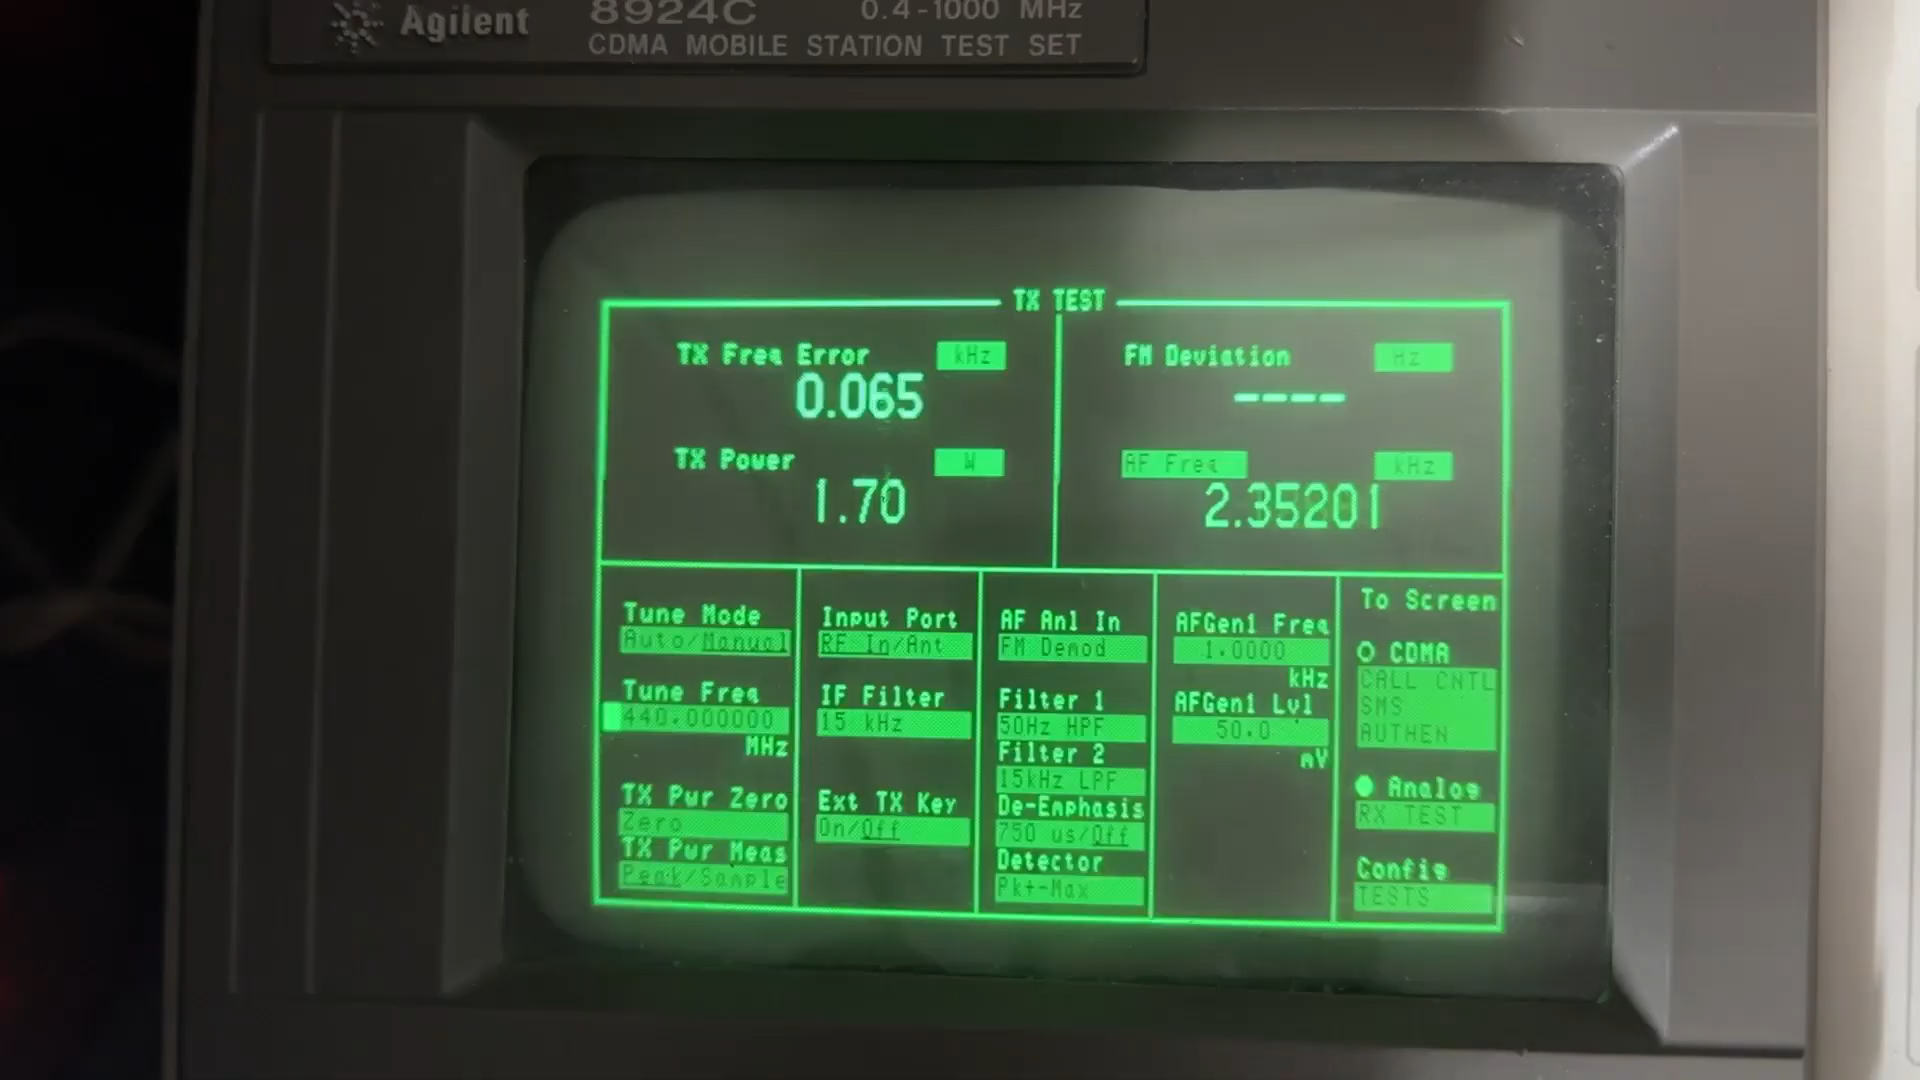 Agilent
8924C 0.4-1000 MHz
CDMA MOBILE STATION TEST SET
TX TEST
TX Freq Error kHz
0.065
TX Power W
1.70
FM Deviation Hz
----
AF Freq kHz
2.35201
Tune Mode
Auto/Manual
Tune Freq
440.000000
MHz
TX Pwr Zero
Zero
TX Pwr Meas
Peak/Sample
Input Port
RF In/Ant
IF Filter
15 kHz
Ext TX Key
On/Off
AF Anl In
FM Demod
Filter 1
50Hz HPF
Filter 2
15kHz LPF
De-Emphasis
750 us/Off
Detector
Pk+-Max
AFGen1 Freq
1.0000
kHz
AFGen1 Lvl
50.0
mV
To Screen
CDMA
CALL CNTL
SMS
AUTHEN
Analog
RX TEST
Config
TESTS